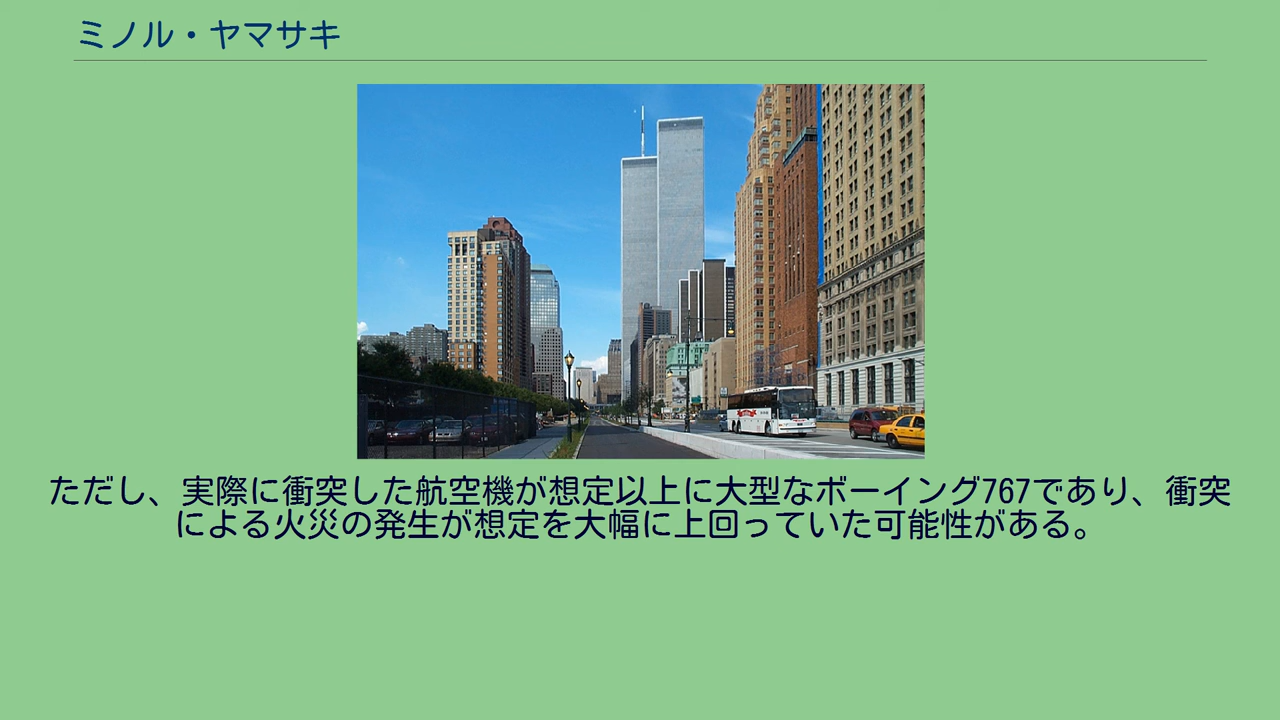 ミノル・ヤマサキ
ただし、実際に衝突した航空機が想定以上に大型なボーイング767であり、衝突
による火災の発生が想定を大幅に上回っていた可能性がある。